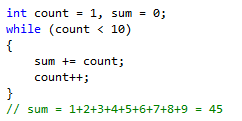 int count = 1, sum = 0;
while (count < 10)
{
    sum += count;
    count++;
}
// sum = 1+2+3+4+5+6+7+8+9 = 45